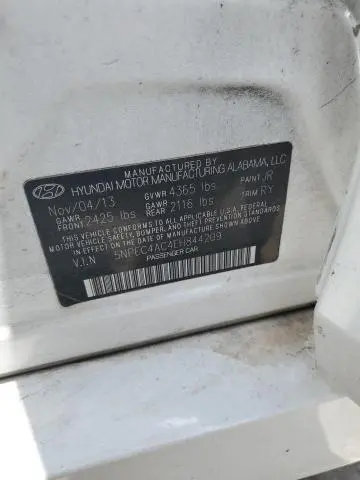 MANUFACTURED BY
HYUNDAI MOTOR MANUFACTURING ALABAMA, LLC
Nov/04/13 GVWR 4365 lbs PAINT JR
GAWR FRONT 2425 lbs GAWR REAR 2116 lbs TRIM RY
THIS VEHICLE CONFORMS TO ALL APPLICABLE U.S. FEDERAL
MOTOR VEHICLE SAFETY, BUMPER, AND THEFT PREVENTION STANDARDS
IN EFFECT ON THE DATE OF MANUFACTURE SHOWN ABOVE.
V.I.N 5NPEC4AC4EH844209
PASSENGER CAR